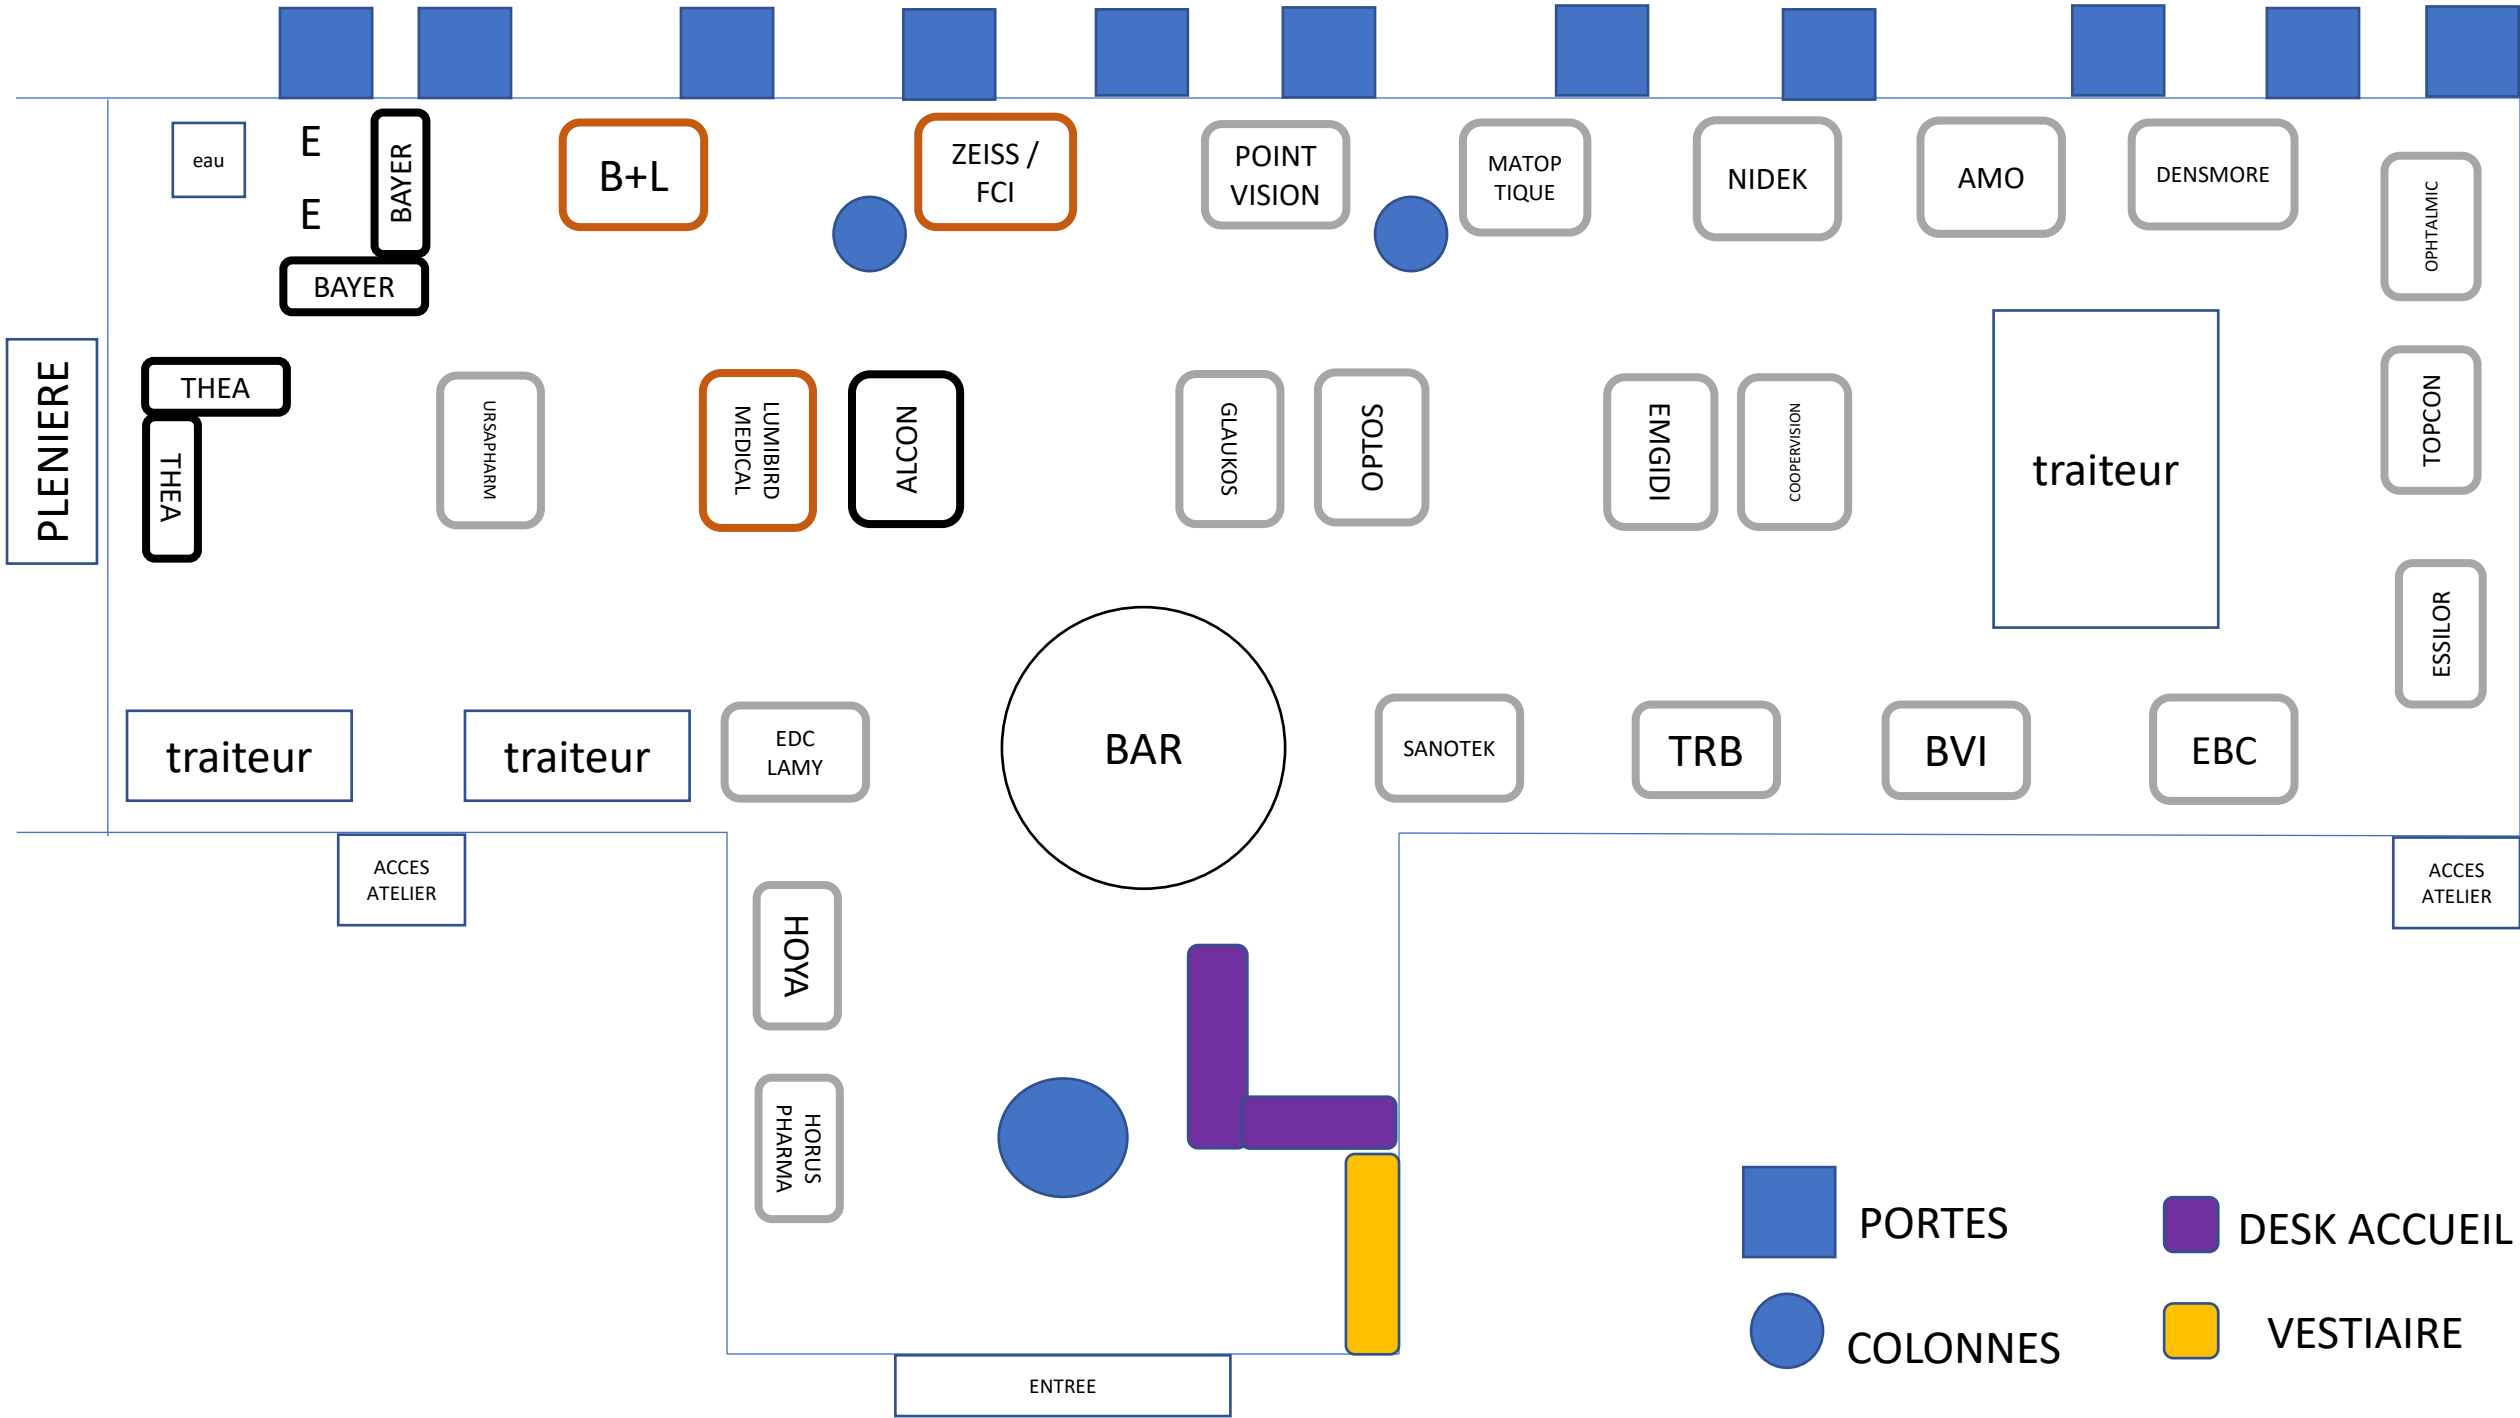 eau
E
E
BAYER
BAYER
B+L
ZEISS /
FCI
POINT
VISION
MATOP
TIQUE
NIDEK
AMO
DENSMORE
OPHTALMIC
PLENIERE
THEA
THEA
URSAPHARM
LUMIBIRD
MEDICAL
ALCON
GLAUKOS
OPTOS
EMGIDI
COOPERVISION
traiteur
TOPCON
ESSILOR
traiteur
traiteur
EDC
LAMY
BAR
SANOTEK
TRB
BVI
EBC
ACCES
ATELIER
ACCES
ATELIER
HOYA
HORUS
PHARMA
PORTES
DESK ACCUEIL
COLONNES
VESTIAIRE
ENTREE